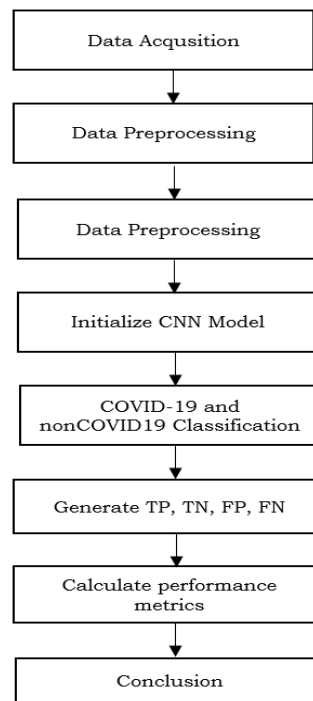 Data Acqusition
Data Preprocessing
Data Preprocessing
Initialize CNN Model
COVID-19 and
nonCOVID19 Classification
Generate TP, TN, FP, FN
Calculate performance
metrics
Conclusion